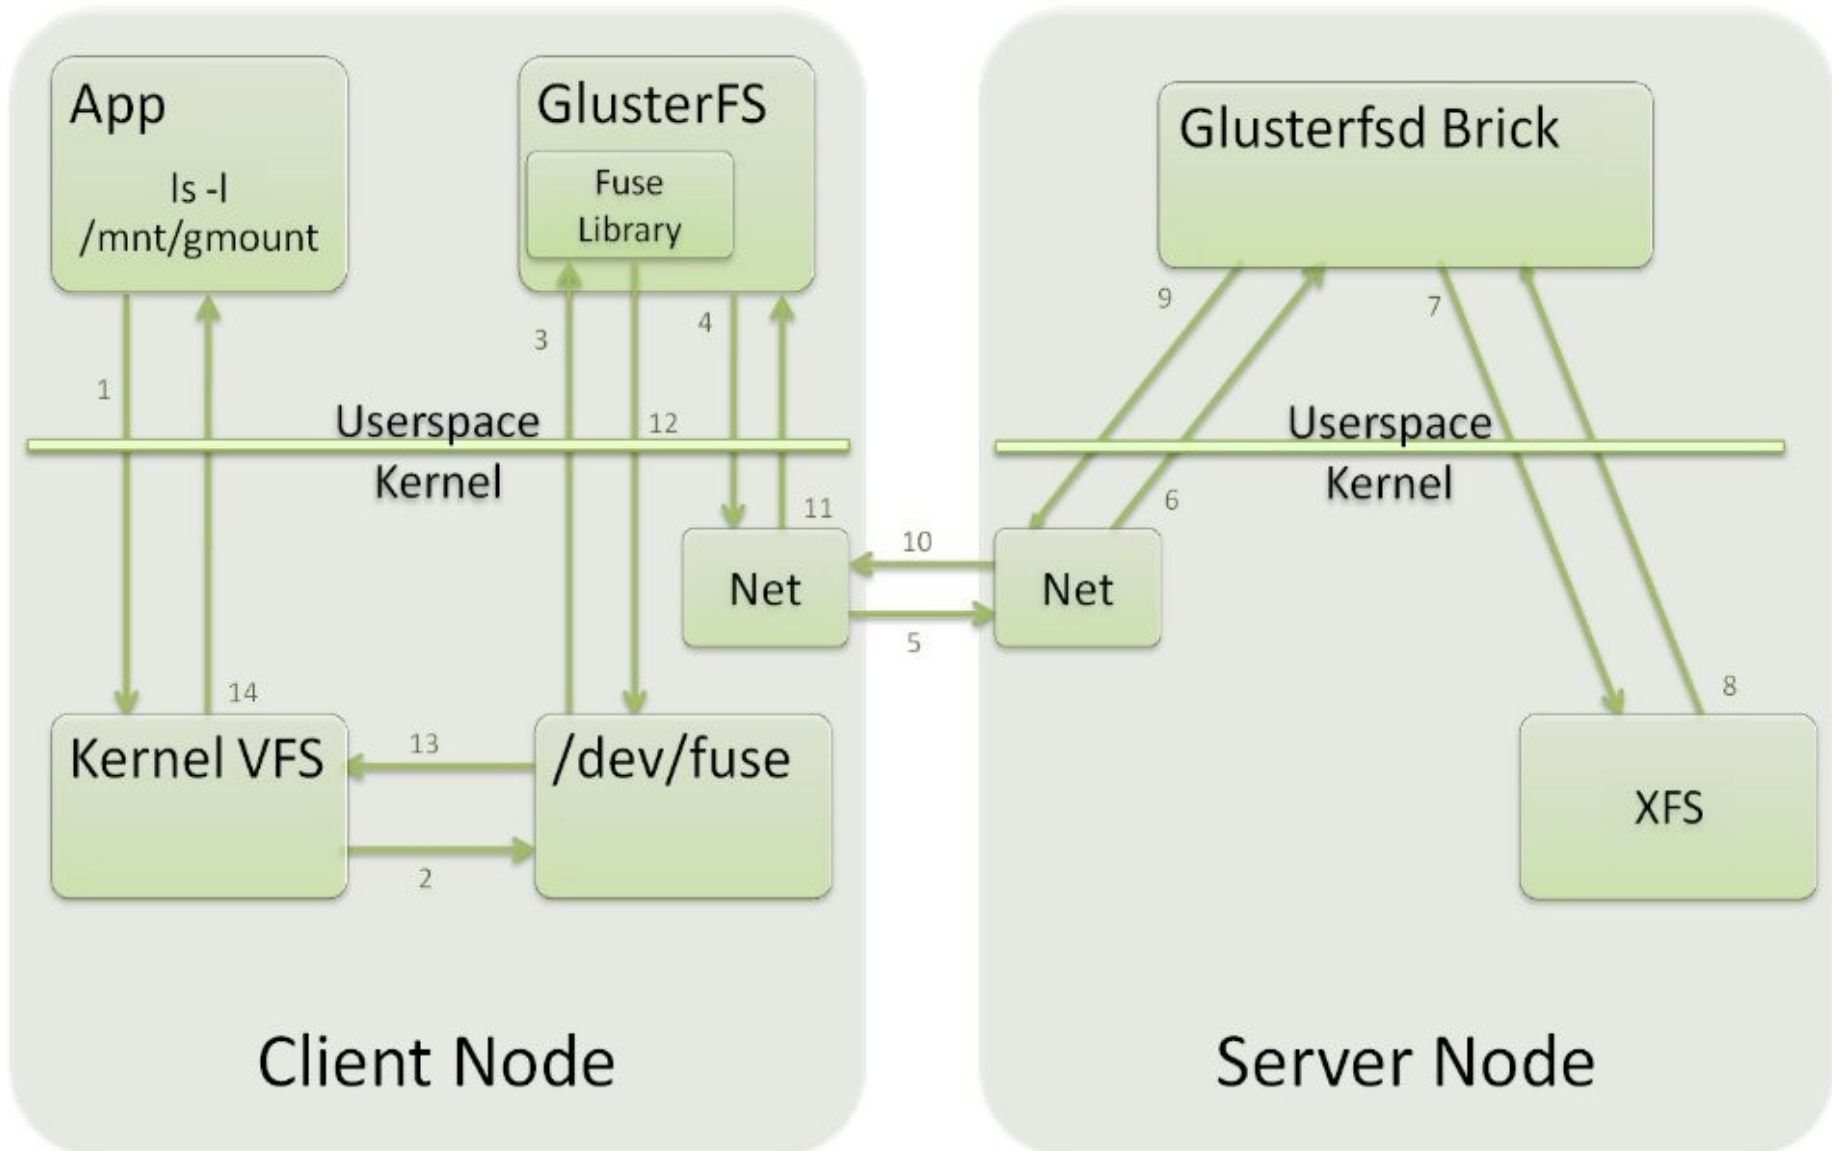 App
ls -l
/mnt/gmount
GlusterFS
Fuse
Library
Glusterfsd Brick
1
3
4
12
9
7
Userspace
Kernel
Userspace
Kernel
11
6
10
Net
Net
5
14
8
Kernel VFS
13
/dev/fuse
2
XFS
Client Node
Server Node